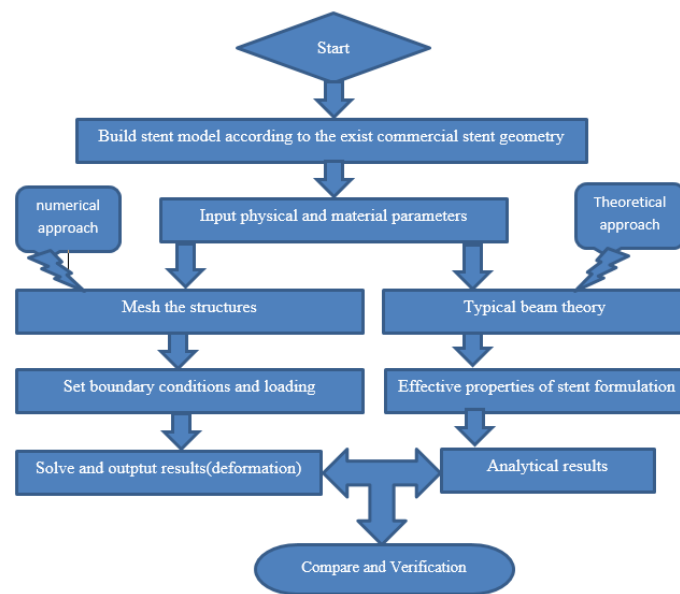 Start
Build stent model according to the exist commercial stent geometry
numerical
approach
Input physical and material parameters
Theoretical
approach
Mesh the structures
Typical beam theory
Set boundary conditions and loading
Effective properties of stent formulation
Solve and outptut results(deformation)
Analytical results
Compare and Verification